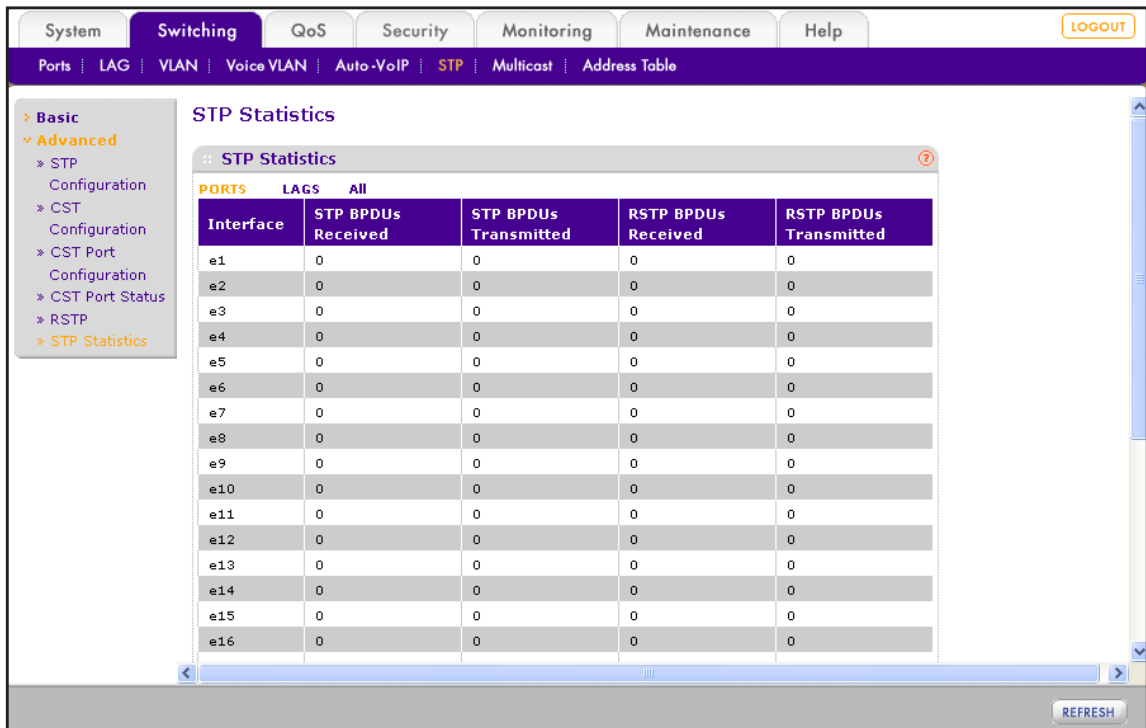 System Switching QoS Security Monitoring Maintenance Help LOGOUT
Ports LAG VLAN Voice VLAN Auto-VoIP STP Multicast Address Table
Basic
Advanced
» STP
Configuration
» CST
Configuration
» CST Port
Configuration
» CST Port Status
» RSTP
» STP Statistics
STP Statistics
STP Statistics ?
PORTS LAGS All
Interface STP BPDUs Received STP BPDUs Transmitted RSTP BPDUs Received RSTP BPDUs Transmitted
e1 0 0 0 0
e2 0 0 0 0
e3 0 0 0 0
e4 0 0 0 0
e5 0 0 0 0
e6 0 0 0 0
e7 0 0 0 0
e8 0 0 0 0
e9 0 0 0 0
e10 0 0 0 0
e11 0 0 0 0
e12 0 0 0 0
e13 0 0 0 0
e14 0 0 0 0
e15 0 0 0 0
e16 0 0 0 0
REFRESH